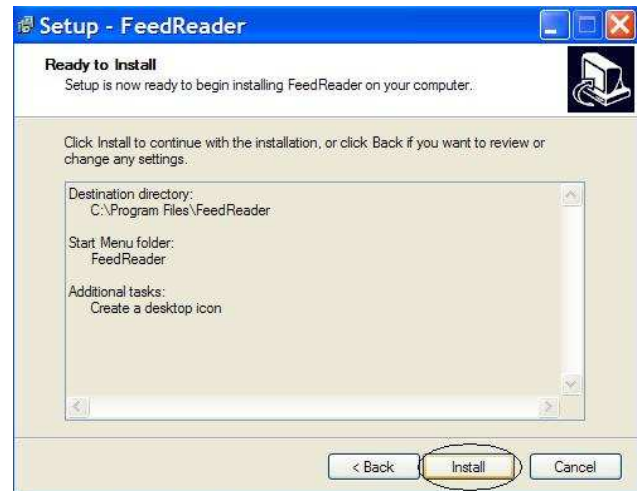 Setup - FeedReader
Ready to Install
Setup is now ready to begin installing FeedReader on your computer.
Click Install to continue with the installation, or click Back if you want to review or
change any settings.
Destination directory:
C:\Program Files\FeedReader
Start Menu folder:
FeedReader
Additional tasks:
Create a desktop icon
< Back
Install
Cancel